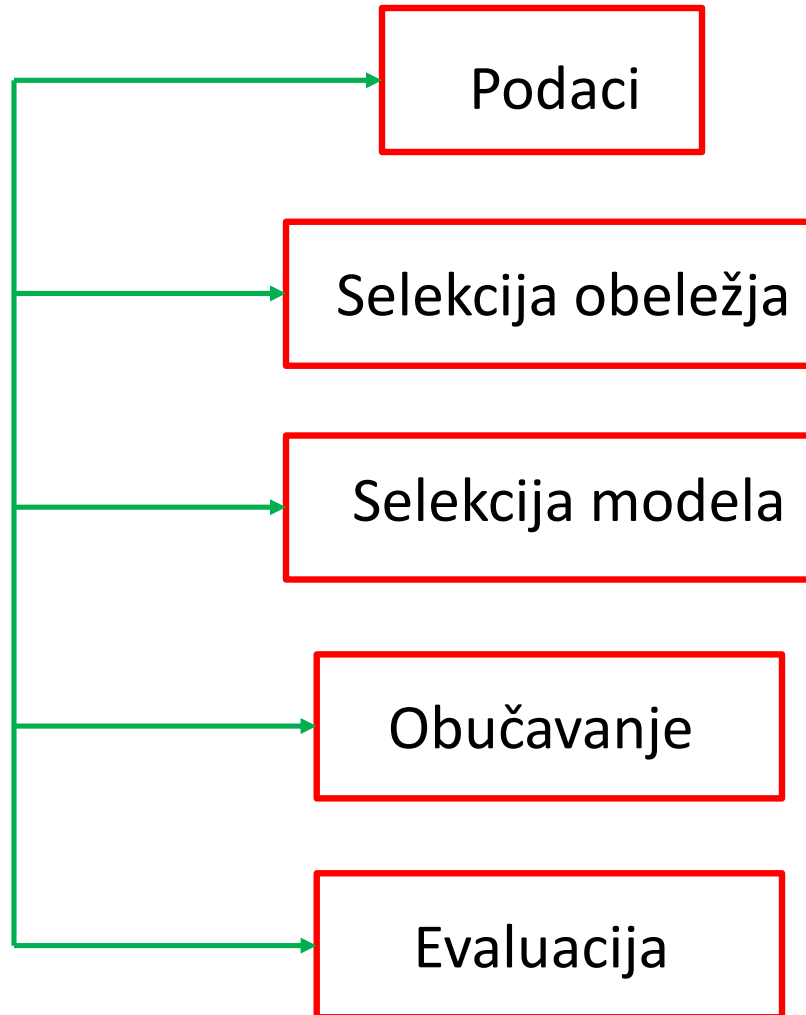 Podaci
Selekcija obeležja
Selekcija modela
Obučavanje
Evaluacija